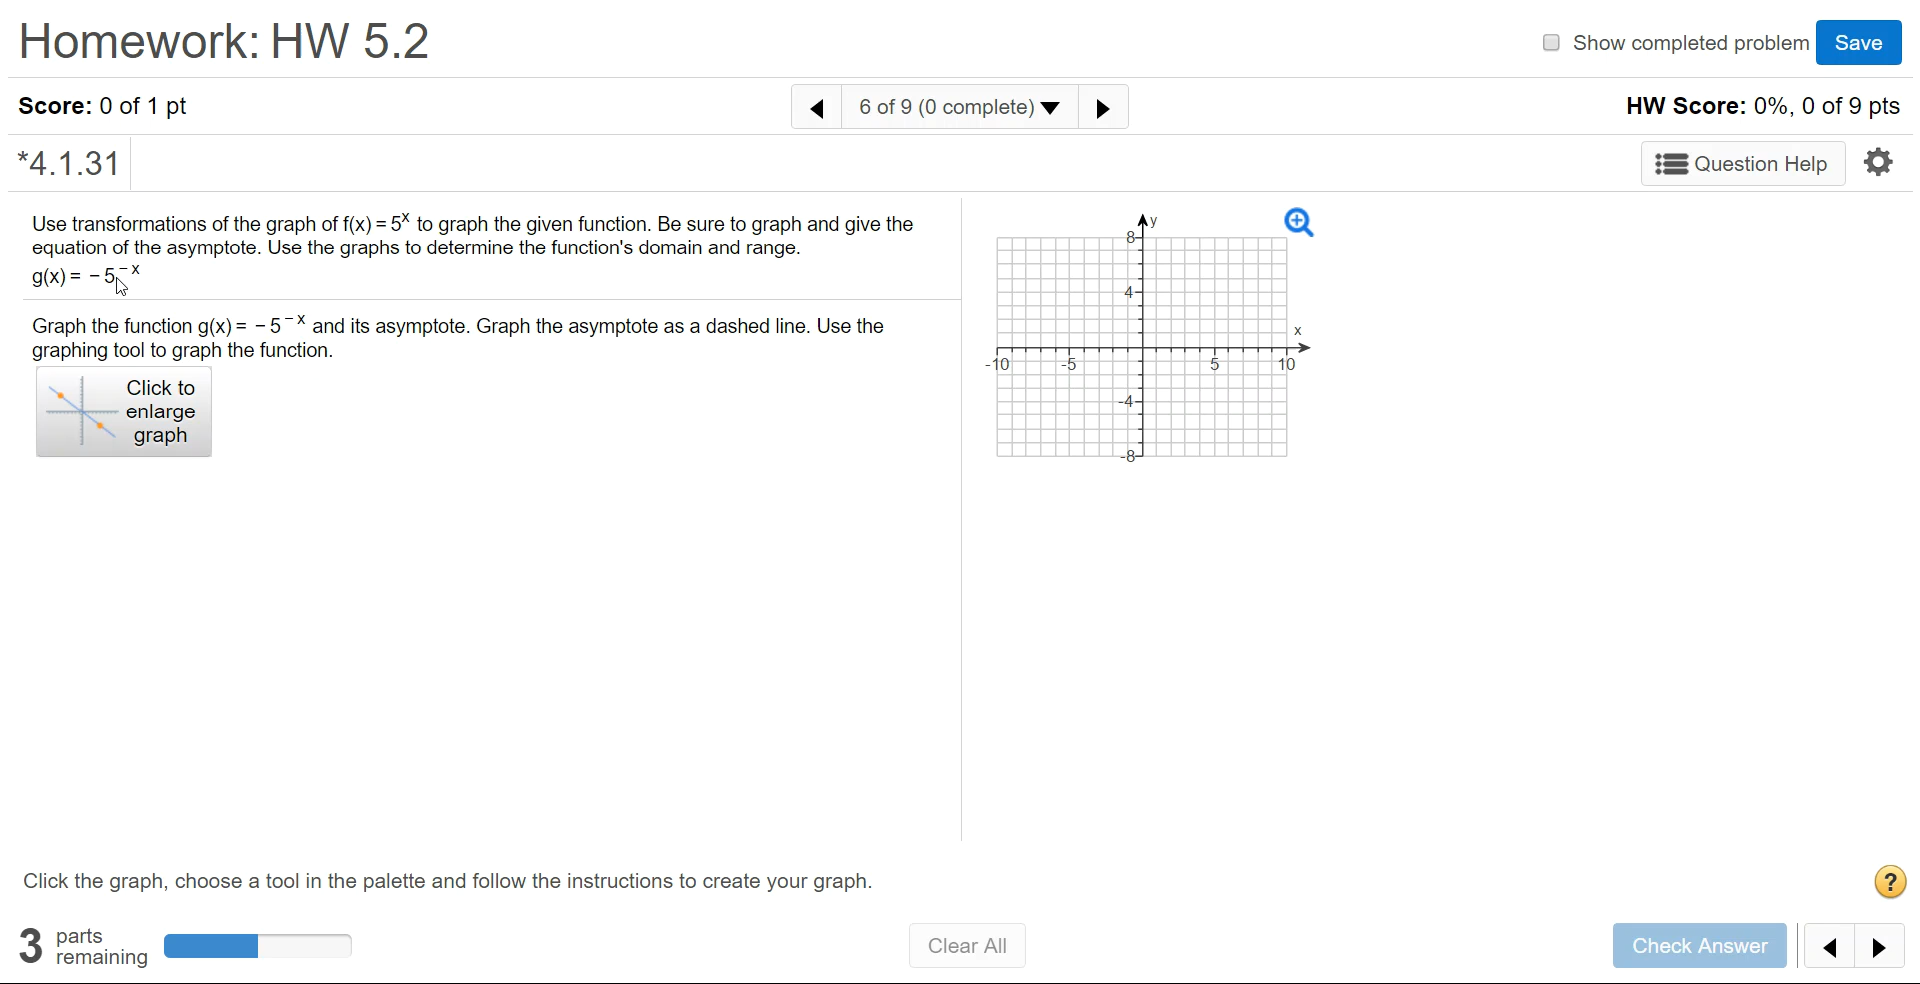 Homework: HW 5.2
Show completed problem
Save
Score: 0 of 1 pt
6 of 9 (0 complete)
HW Score: 0%, 0 of 9 pts
*4.1.31
Question Help
Use transformations of the graph of f(x) = 5^x to graph the given function. Be sure to graph and give the
equation of the asymptote. Use the graphs to determine the function's domain and range.
g(x) = − 5^− x
Graph the function g(x) = − 5^− x and its asymptote. Graph the asymptote as a dashed line. Use the
graphing tool to graph the function.
Click to
enlarge
graph
y
8
4
x
-10 -5 5 10
-4
-8
Click the graph, choose a tool in the palette and follow the instructions to create your graph.
?
3 parts
remaining
Clear All
Check Answer